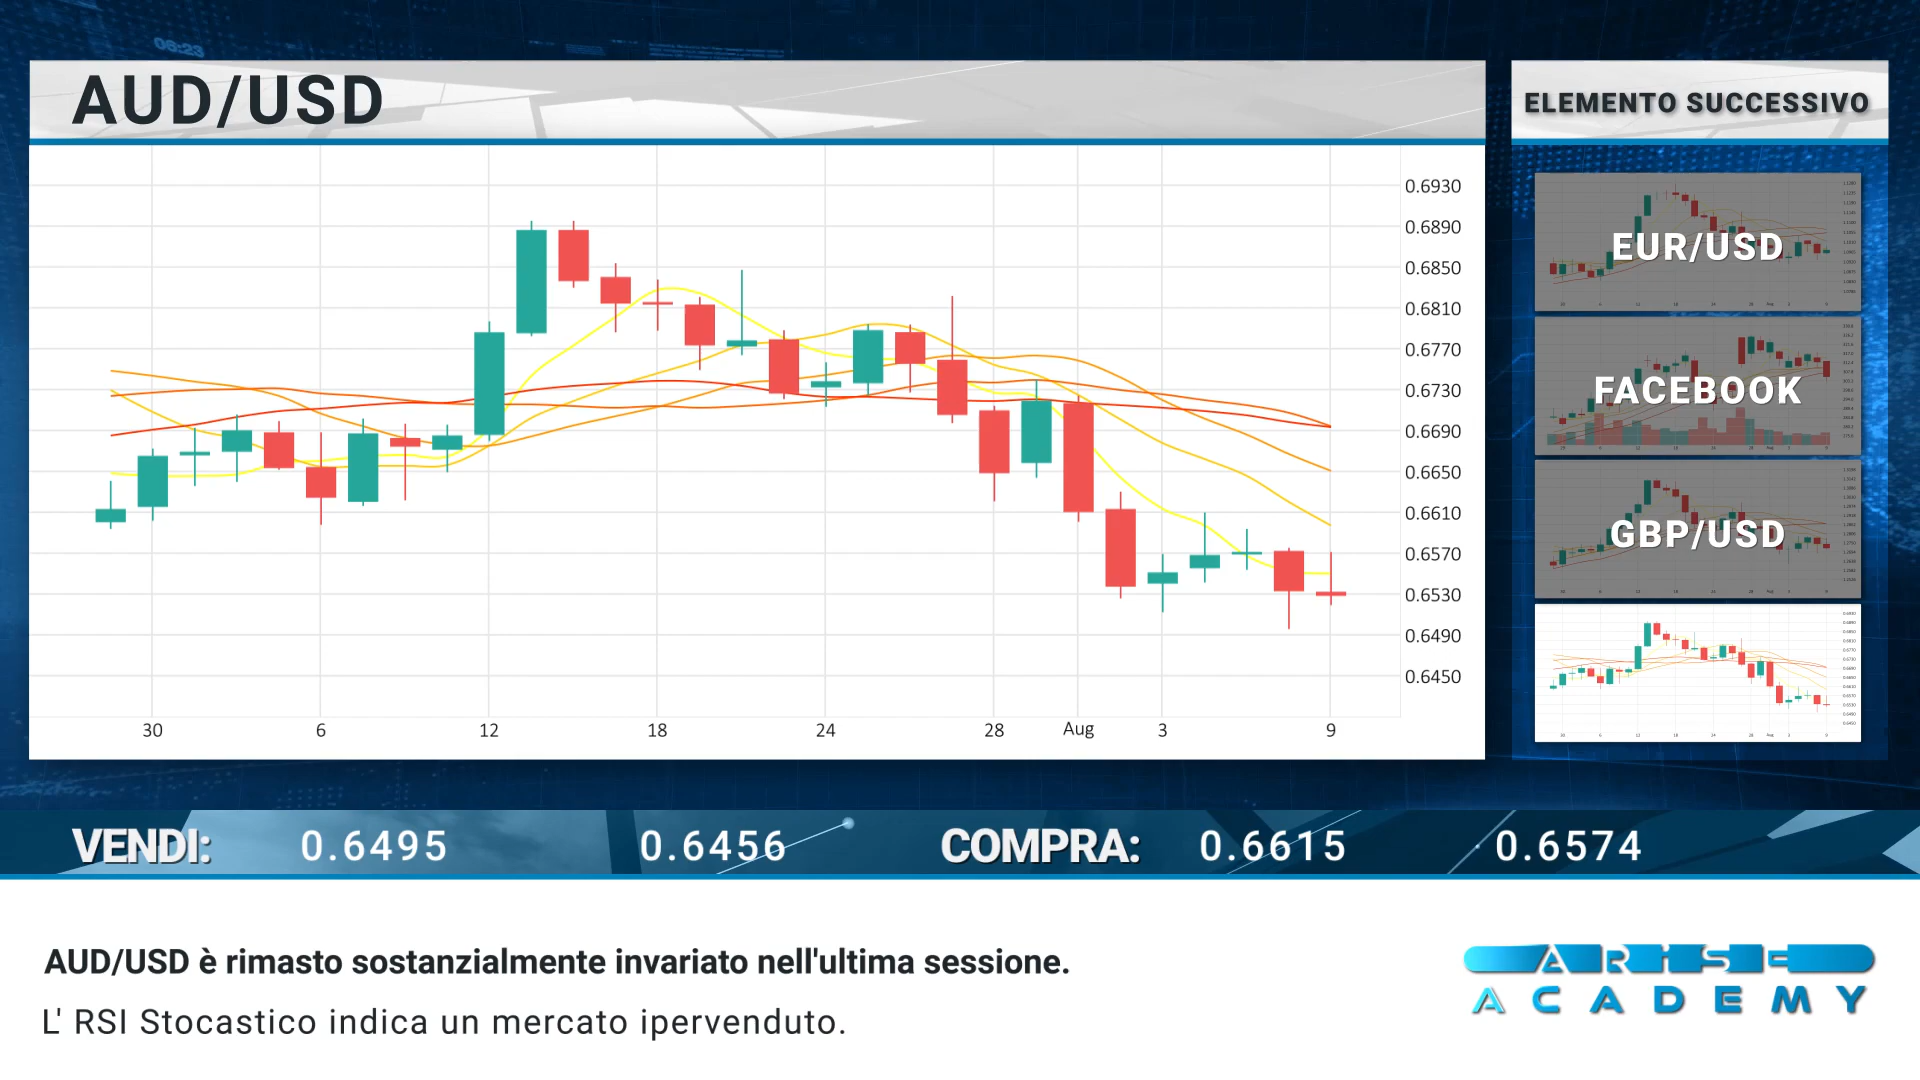 08:23
AUD/USD
ELEMENTO SUCCESSIVO
0.6930
0.6890
0.6850
0.6810
0.6770
0.6730
0.6690
0.6650
0.6610
0.6570
0.6530
0.6490
0.6450
30 6 12 18 24 28 Aug 3 9
EUR/USD
FACEBOOK
GBP/USD
VENDI: 0.6495 0.6456 COMPRA: 0.6615 0.6574
AUD/USD è rimasto sostanzialmente invariato nell'ultima sessione.
L' RSI Stocastico indica un mercato ipervenduto.
ARISE
ACADEMY